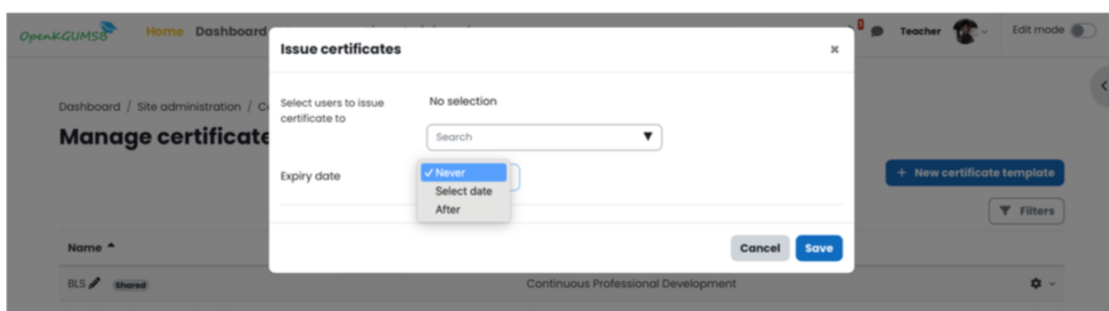 OpenKGUMSB Home Dashboard
Teacher Edit mode
Issue certificates
Dashboard / Site administration /
Manage certificate
Select users to issue
certificate to
No selection
Search
Expiry date
Never
Select date
After
+ New certificate template
Filters
Cancel Save
Name
BLS Shared Continuous Professional Development